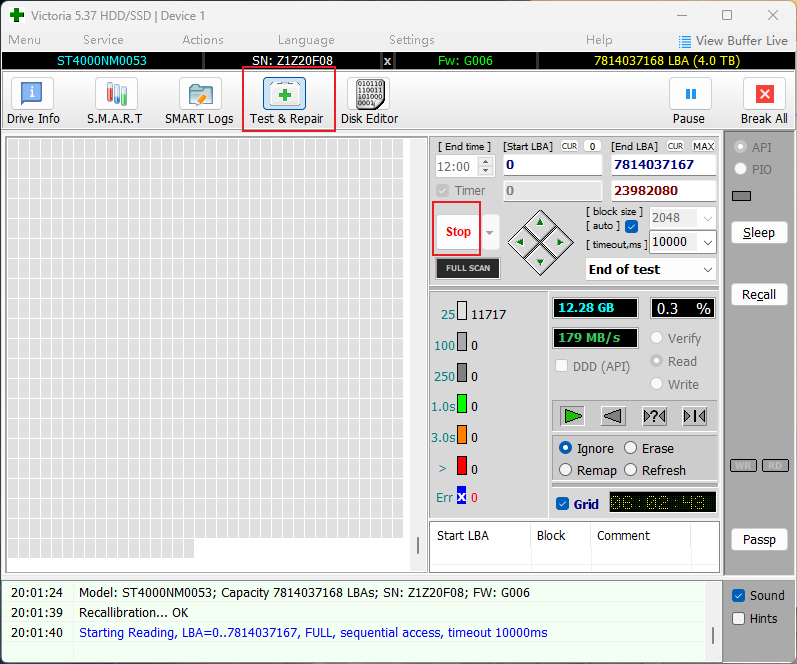 Victoria 5.37 HDD/SSD | Device 1
Menu Service Actions Language Settings Help View Buffer Live
ST4000NM0053 SN: Z1Z20F08 x Fw: G006 7814037168 LBA (4.0 TB)
Drive Info S.M.A.R.T SMART Logs Test & Repair Disk Editor Pause Break All
010110
110011
101000
0001
[ End time ] [Start LBA] CUR 0 [End LBA] CUR MAX
12:00 0 7814037167
Timer 0 23982080
Stop
[ block size ] 2048
[ auto ]
[ timeout,ms ] 10000
FULL SCAN End of test
API
PIO
Sleep
Recall
25 11717
100 0
250 0
1.0s 0
3.0s 0
> 0
Err x 0
12.28 GB 0.3 %
179 MB/s Verify
DDD (API) Read
Write
?
Ignore Erase
Remap Refresh
Grid 06:02:48
WR RD
Start LBA Block Comment
Passp
20:01:24 Model: ST4000NM0053; Capacity 7814037168 LBAs; SN: Z1Z20F08; FW: G006
20:01:39 Recallibration... OK
20:01:40 Starting Reading, LBA=0..7814037167, FULL, sequential access, timeout 10000ms
Sound
Hints